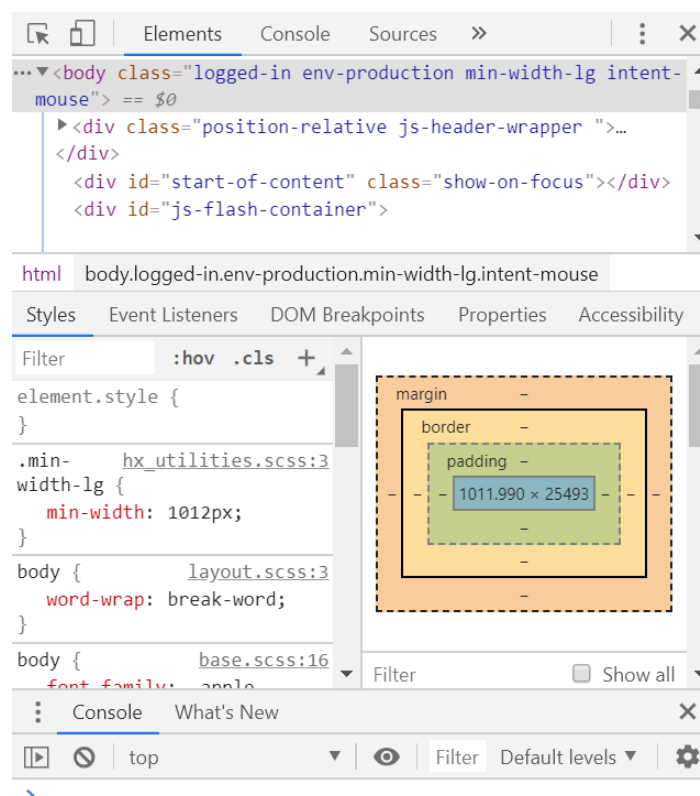 Elements Console Sources »
<body class="logged-in env-production min-width-lg intent-
mouse"> == $0
<div class="position-relative js-header-wrapper ">…
</div>
<div id="start-of-content" class="show-on-focus"></div>
<div id="js-flash-container">
html body.logged-in.env-production.min-width-lg.intent-mouse
Styles Event Listeners DOM Breakpoints Properties Accessibility
Filter :hov .cls +
element.style {
}
.min- hx_utilities.scss:3
width-lg {
min-width: 1012px;
}
body { layout.scss:3
word-wrap: break-word;
}
body { base.scss:16
font-family: -apple-
margin –
border –
padding –
– – – 1011.990 × 25493 – – –
–
–
–
Filter Show all
Console What's New
top Filter Default levels ▼